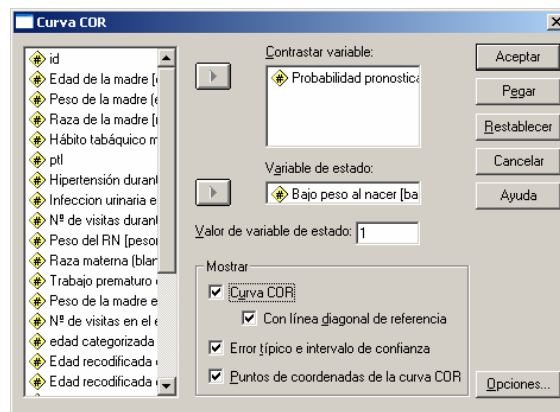 Curva COR
id
Edad de la madre [
Peso de la madre (
Raza de la madre [
Hábito tabáquico m
ptl
Hipertensión duran
Infeccion urinaria e
Nº de visitas durant
Peso del RN [peso
Raza materna (blan
Trabajo prematuro
Peso de la madre e
Nº de visitas en el
edad categorizada
Edad recodificada
Edad recodificada
Contrastar variable:
Probabilidad pronostica
Variable de estado:
Bajo peso al nacer [ba
Valor de variable de estado: 1
Mostrar
Curva COR
Con línea diagonal de referencia
Error típico e intervalo de confianza
Puntos de coordenadas de la curva COR
Aceptar
Pegar
Restablecer
Cancelar
Ayuda
Opciones...